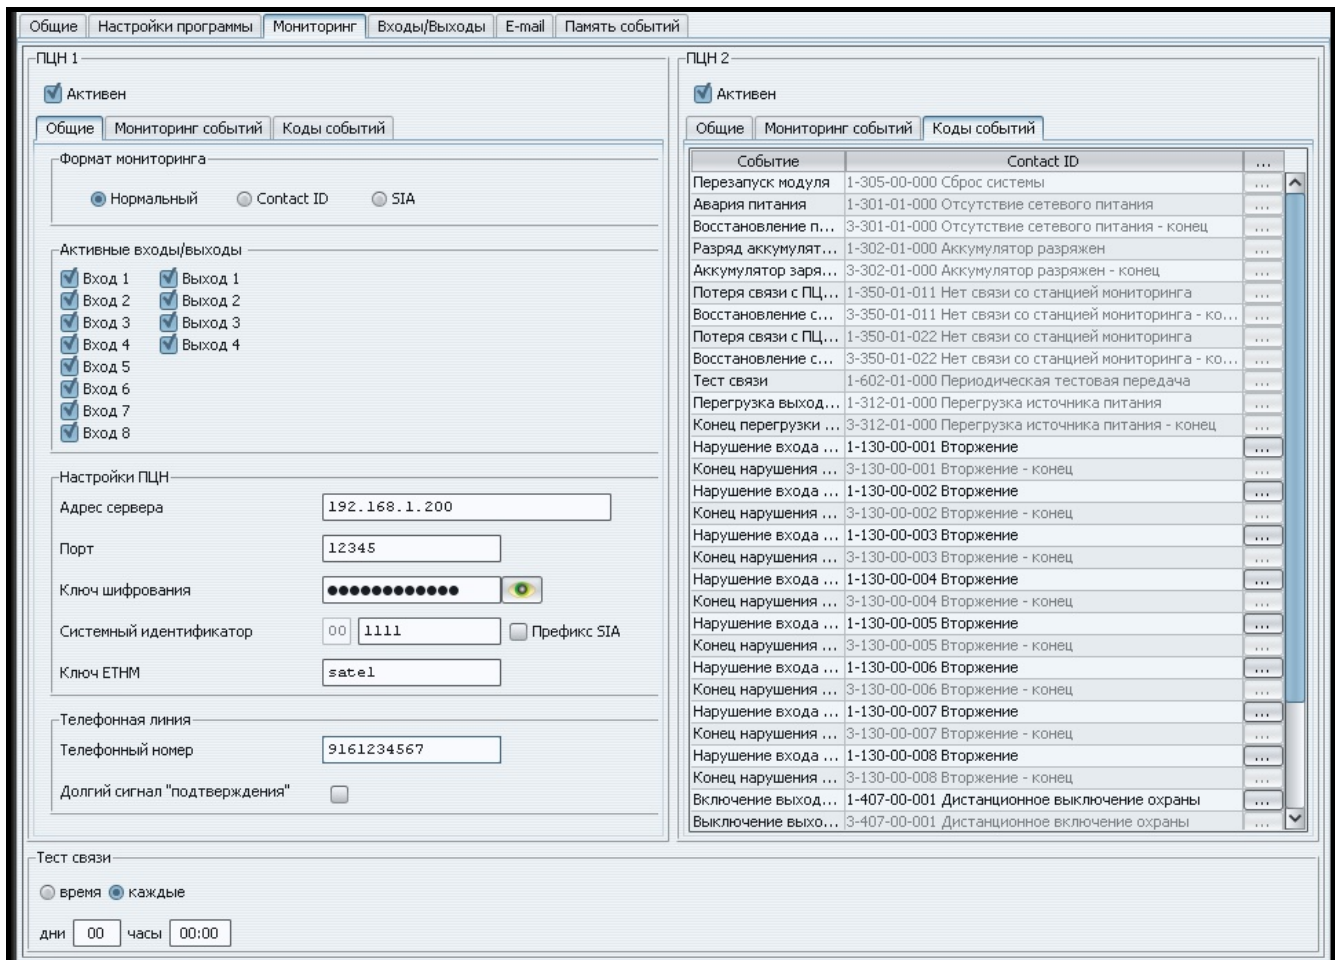 Общие Настройки программы Мониторинг Входы/Выходы E-mail Память событий
ПЦН 1
Активен
Общие Мониторинг событий Коды событий
Формат мониторинга
Нормальный Contact ID SIA
Активные входы/выходы
Вход 1 Выход 1
Вход 2 Выход 2
Вход 3 Выход 3
Вход 4 Выход 4
Вход 5
Вход 6
Вход 7
Вход 8
Настройки ПЦН
Адрес сервера 192.168.1.200
Порт 12345
Ключ шифрования ●●●●●●●●●●●●
Системный идентификатор 00 1111 Префикс SIA
Ключ ETHM satel
Телефонная линия
Телефонный номер 9161234567
Долгий сигнал "подтверждения"
ПЦН 2
Активен
Общие Мониторинг событий Коды событий
Событие Contact ID ...
Перезапуск модуля 1-305-00-000 Сброс системы ...
Авария питания 1-301-01-000 Отсутствие сетевого питания ...
Восстановление п... 3-301-01-000 Отсутствие сетевого питания - конец ...
Разряд аккумулят... 1-302-01-000 Аккумулятор разряжен ...
Аккумулятор заря... 3-302-01-000 Аккумулятор разряжен - конец ...
Потеря связи с ПЦ... 1-350-01-011 Нет связи со станцией мониторинга ...
Восстановление с... 3-350-01-011 Нет связи со станцией мониторинга - ко... ...
Потеря связи с ПЦ... 1-350-01-022 Нет связи со станцией мониторинга ...
Восстановление с... 3-350-01-022 Нет связи со станцией мониторинга - ко... ...
Тест связи 1-602-01-000 Периодическая тестовая передача ...
Перегрузка выход... 1-312-01-000 Перегрузка источника питания ...
Конец перегрузки ... 3-312-01-000 Перегрузка источника питания - конец ...
Нарушение входа ... 1-130-00-001 Вторжение ...
Конец нарушения ... 3-130-00-001 Вторжение - конец ...
Нарушение входа ... 1-130-00-002 Вторжение ...
Конец нарушения ... 3-130-00-002 Вторжение - конец ...
Нарушение входа ... 1-130-00-003 Вторжение ...
Конец нарушения ... 3-130-00-003 Вторжение - конец ...
Нарушение входа ... 1-130-00-004 Вторжение ...
Конец нарушения ... 3-130-00-004 Вторжение - конец ...
Нарушение входа ... 1-130-00-005 Вторжение ...
Конец нарушения ... 3-130-00-005 Вторжение - конец ...
Нарушение входа ... 1-130-00-006 Вторжение ...
Конец нарушения ... 3-130-00-006 Вторжение - конец ...
Нарушение входа ... 1-130-00-007 Вторжение ...
Конец нарушения ... 3-130-00-007 Вторжение - конец ...
Нарушение входа ... 1-130-00-008 Вторжение ...
Конец нарушения ... 3-130-00-008 Вторжение - конец ...
Включение выход... 1-407-00-001 Дистанционное выключение охраны ...
Выключение выхо... 3-407-00-001 Дистанционное включение охраны ...
Тест связи
время каждые
дни 00 часы 00:00